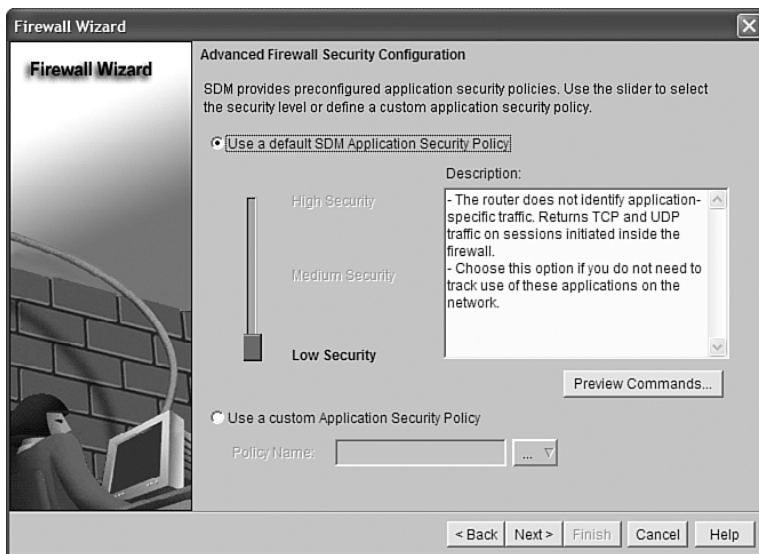 Firewall Wizard
Firewall Wizard
Advanced Firewall Security Configuration
SDM provides preconfigured application security policies. Use the slider to select
the security level or define a custom application security policy.
Use a default SDM Application Security Policy
Description:
High Security
Medium Security
Low Security
- The router does not identify application-
specific traffic. Returns TCP and UDP
traffic on sessions initiated inside the
firewall.
- Choose this option if you do not need to
track use of these applications on the
network.
Preview Commands...
Use a custom Application Security Policy
Policy Name:
...
< Back
Next >
Finish
Cancel
Help